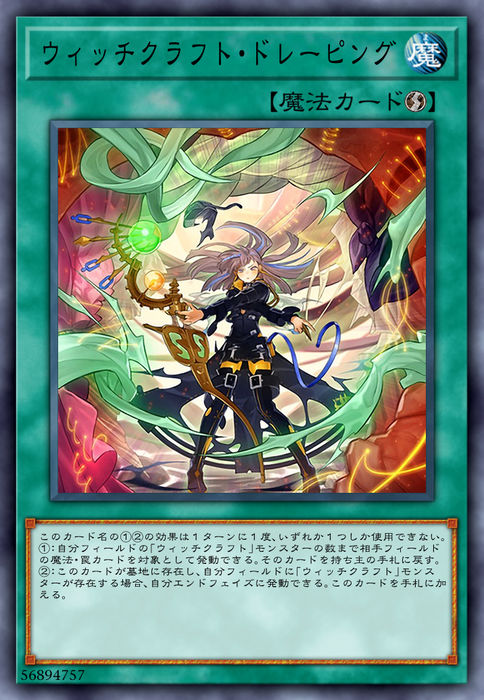 ウィッチクラフト・ドレーピング
魔
【魔法カード】
S S
このカード名の①②の効果は1ターンに1度、いずれか1つしか使用できない。
①:自分フィールドの「ウィッチクラフト」モンスターの数まで相手フィールド
の魔法・罠カードを対象として発動できる。そのカードを持ち主の手札に戻す。
②:このカードが墓地に存在し、自分フィールドに「ウィッチクラフト」モンス
ターが存在する場合、自分エンドフェイズに発動できる。このカードを手札に加
える。
56894757